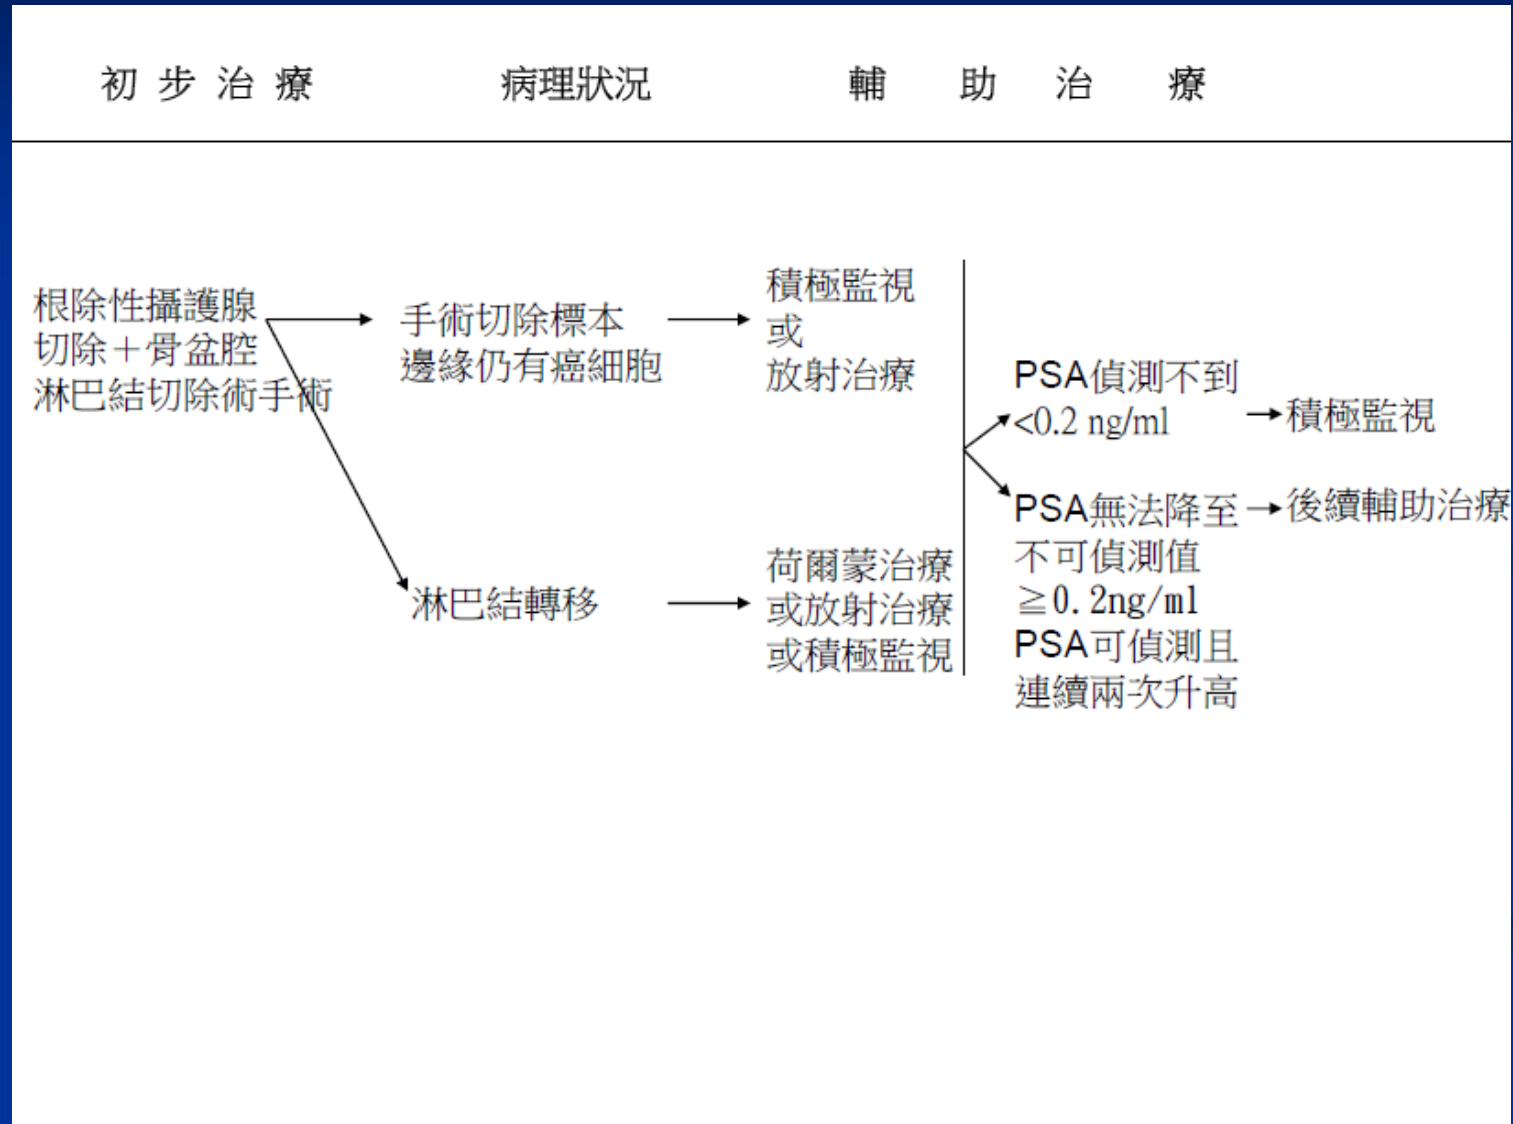 初步治療 病理狀況 輔助治療
根除性攝護腺
切除＋骨盆腔
淋巴結切除術手術
手術切除標本
邊緣仍有癌細胞
積極監視
或
放射治療
淋巴結轉移
荷爾蒙治療
或放射治療
或積極監視
PSA偵測不到
<0.2 ng/ml
積極監視
PSA無法降至
不可偵測值
≧0.2ng/ml
PSA可偵測且
連續兩次升高
後續輔助治療